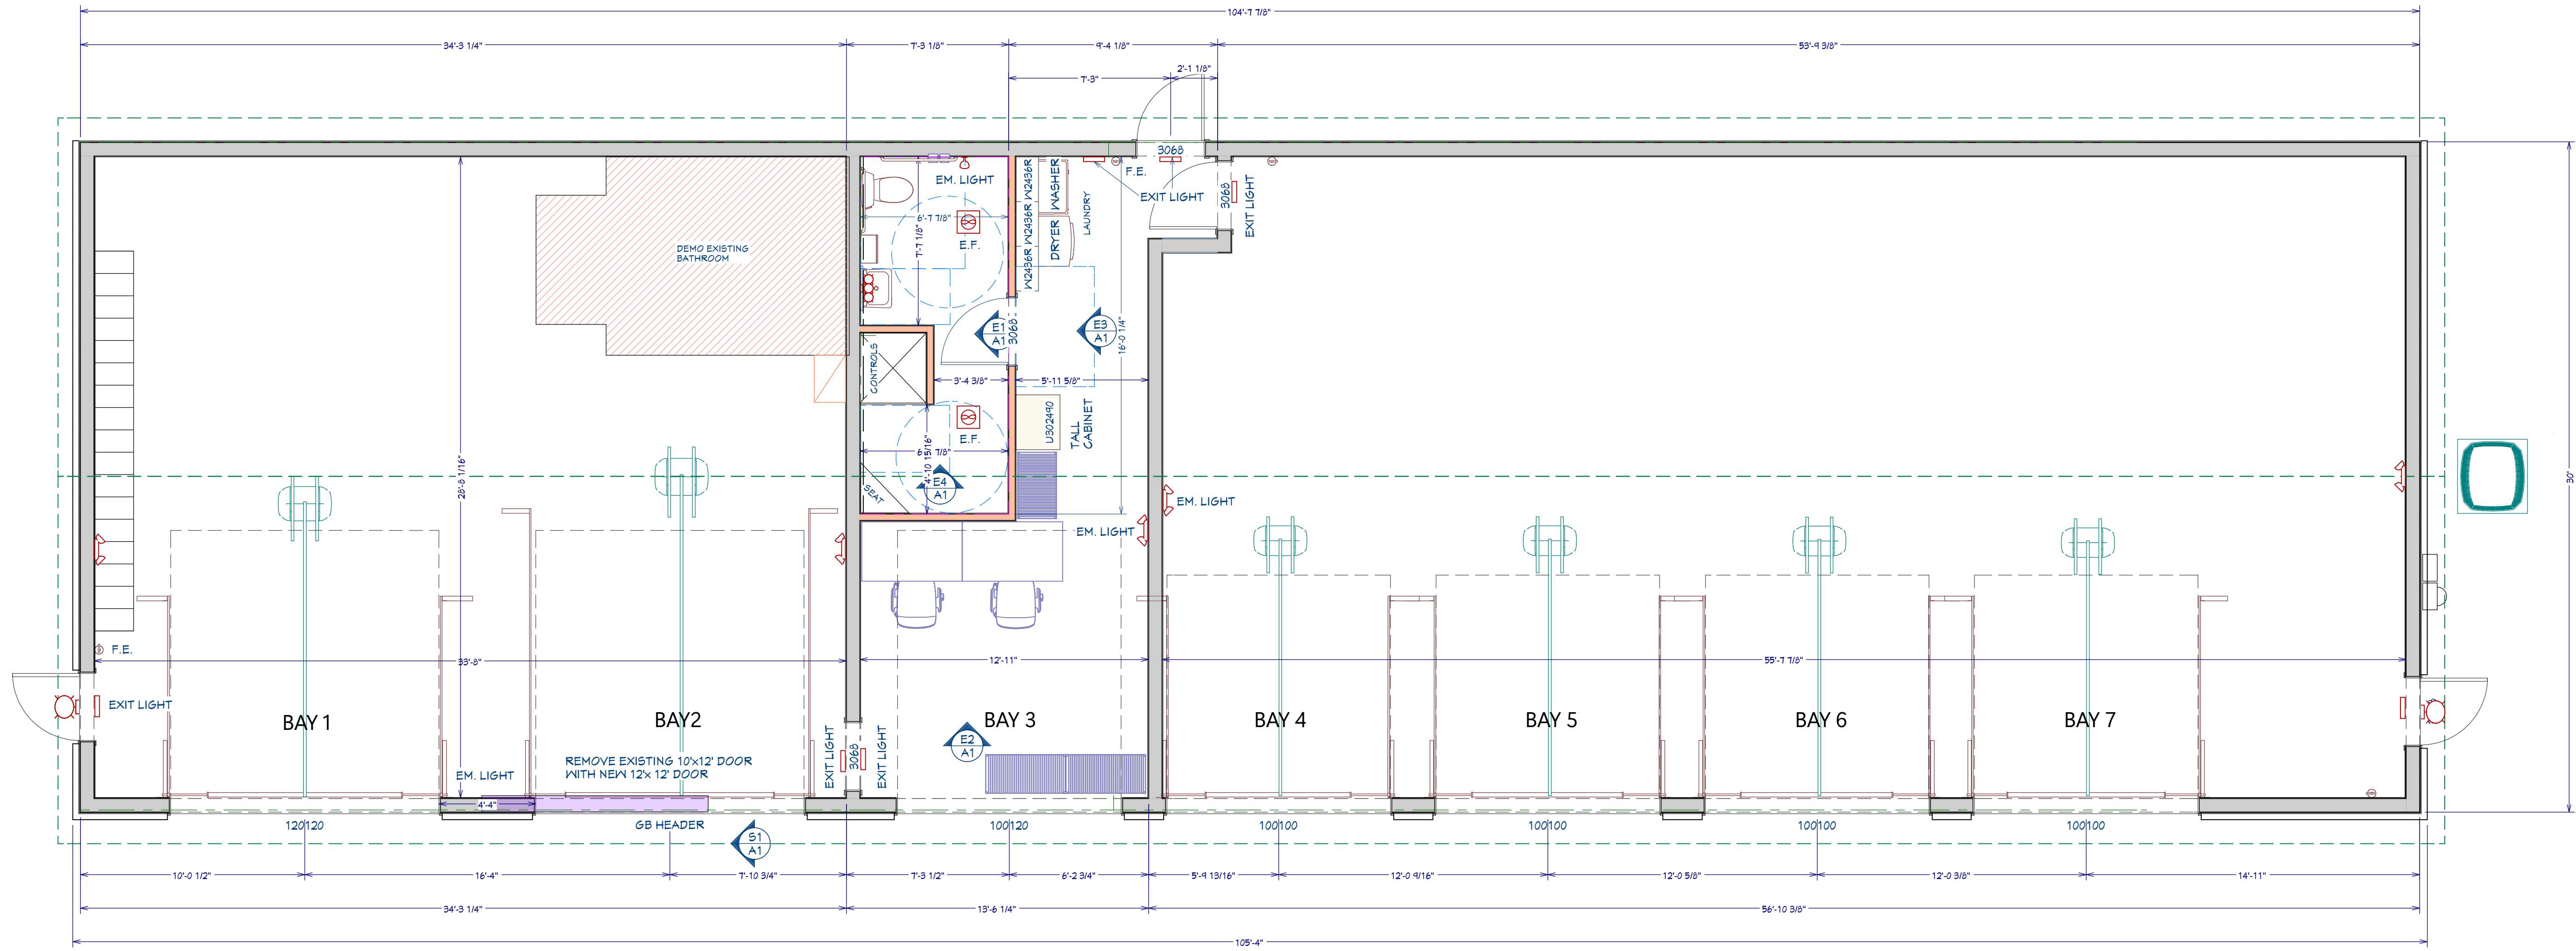 104'-7 7/8"
34'-3 1/4"
7'-3 1/8"
9'-4 1/8"
53'-9 3/8"
7'-3"
2'-1 1/8"
3068
EM. LIGHT
W2436R W2436R W2436R
WASHER
DRYER
LAUNDRY
F.E.
EXIT LIGHT
3068
EXIT LIGHT
6'-7 7/8"
E.F.
7'-7 1/8"
DEMO EXISTING
BATHROOM
E1
A1
3068
E3
A1
16'-0 1/4"
CONTROLS
3'-4 3/8"
5'-11 5/8"
U302490
TALL
CABINET
E.F.
4'-10 15/16"
E4
A1
SEAT
28'-8 1/16"
30'
EM. LIGHT
EM. LIGHT
F.E.
33'-8"
12'-11"
55'-7 7/8"
EXIT LIGHT
BAY 1
BAY2
BAY 3
BAY 4
BAY 5
BAY 6
BAY 7
EXIT LIGHT
3068
EXIT LIGHT
E2
A1
REMOVE EXISTING 10'x12' DOOR
WITH NEW 12'x 12' DOOR
EM. LIGHT
4'-4"
120120
GB HEADER
S1
A1
100120
100100
100100
100100
100100
10'-0 1/2"
16'-4"
7'-10 3/4"
7'-3 1/2"
6'-2 3/4"
5'-9 13/16"
12'-0 9/16"
12'-0 5/8"
12'-0 3/8"
14'-11"
34'-3 1/4"
13'-6 1/4"
56'-10 3/8"
105'-4"